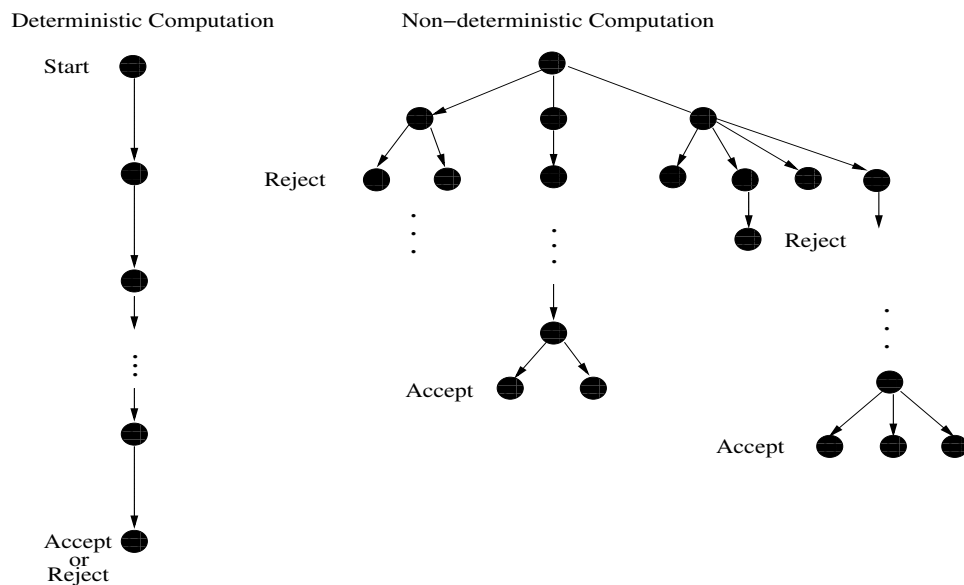 Deterministic Computation
Non−deterministic Computation
Start
Reject
Reject
Accept
Accept
Accept
or
Reject